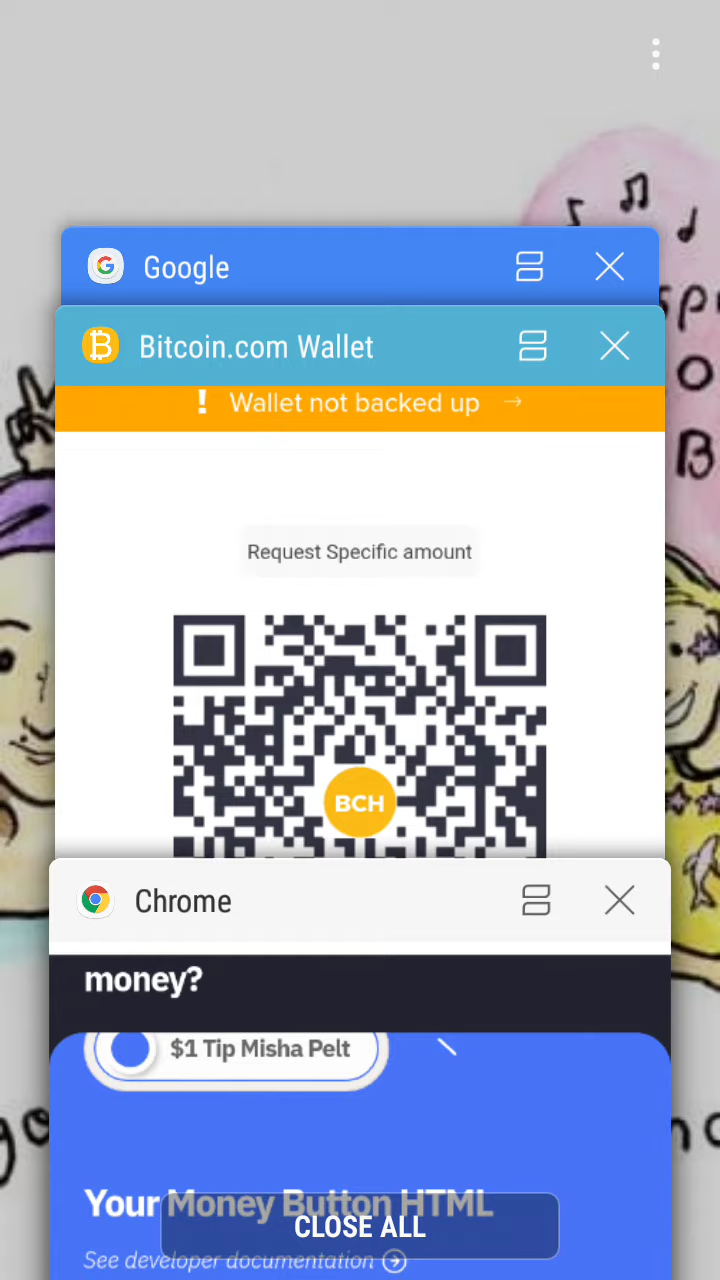 Google
Bitcoin.com Wallet
! Wallet not backed up →
Request Specific amount
BCH
Chrome
money?
$1 Tip Misha Pelt
Your Money Button HTML
CLOSE ALL
See developer documentation